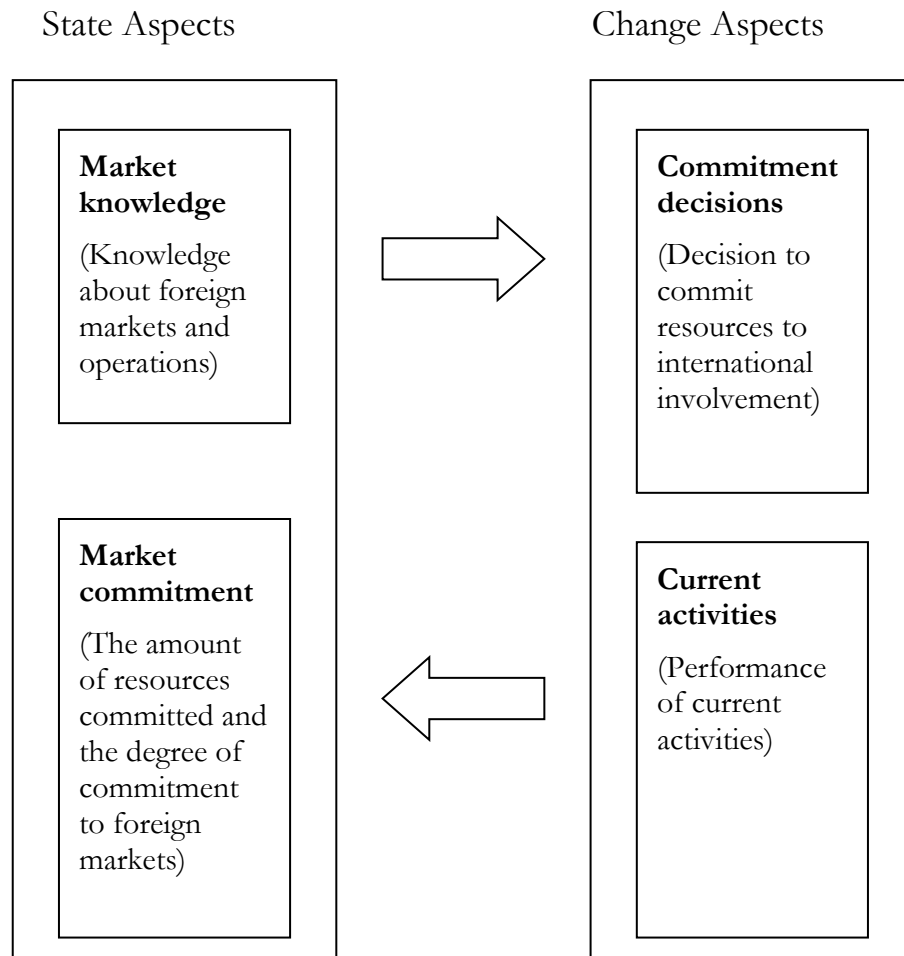 State Aspects
Change Aspects
Market
knowledge
(Knowledge
about foreign
markets and
operations)
Commitment
decisions
(Decision to
commit
resources to
international
involvement)
Market
commitment
(The amount
of resources
committed and
the degree of
commitment
to foreign
markets)
Current
activities
(Performance
of current
activities)